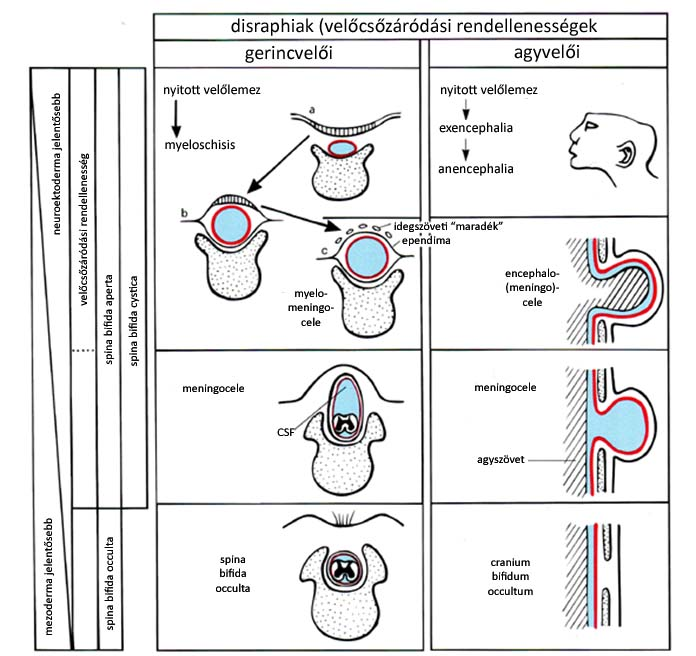 disraphiak (velőcsőzáródási rendellenességek
gerincvelői
agyvelői
neuroektoderma jelentősebb
mezoderma jelentősebb
velőcsőzáródási rendellenesség
spina bifida aperta
spina bifida cystica
spina bifida occulta
nyitott velőlemez
myeloschisis
a
b
c
idegszöveti “maradék”
ependima
myelo-
meningo-
cele
nyitott velőlemez
exencephalia
anencephalia
encephalo-
(meningo)-
cele
meningocele
CSF
meningocele
agyszövet
spina
bifida
occulta
cranium
bifidum
occultum